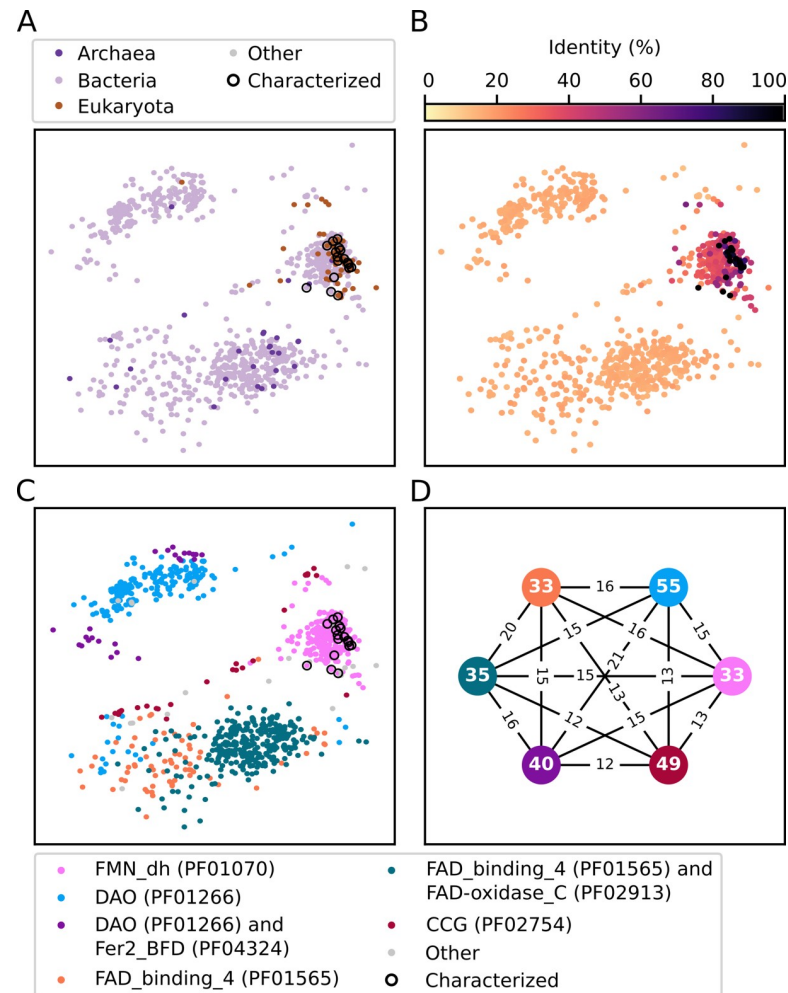 A
Archaea
Bacteria
Eukaryota
Other
Characterized
B
Identity (%)
0 20 40 60 80 100
C
D
33 16 55
20 15 16 15
15 21 13
35 15 33
13
16 12 15 13
40 12 49
FMN_dh (PF01070)
DAO (PF01266)
DAO (PF01266) and
Fer2_BFD (PF04324)
FAD_binding_4 (PF01565)
FAD_binding_4 (PF01565) and
FAD-oxidase_C (PF02913)
CCG (PF02754)
Other
Characterized